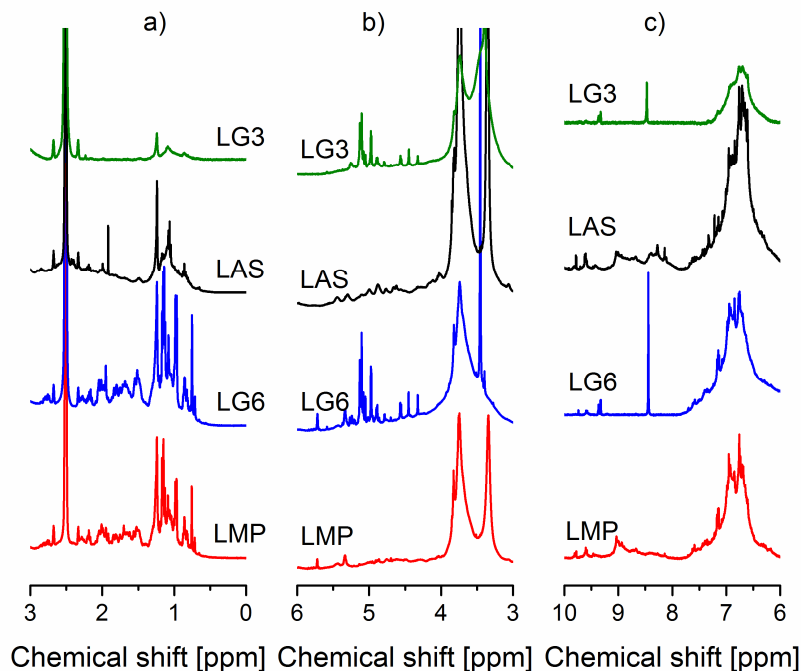 a) b) c)
LG3 LG3 LG3
LAS LAS LAS
LG6 LG6 LG6
LMP LMP LMP
3 2 1 0 6 5 4 3 10 9 8 7 6
Chemical shift [ppm] Chemical shift [ppm] Chemical shift [ppm]